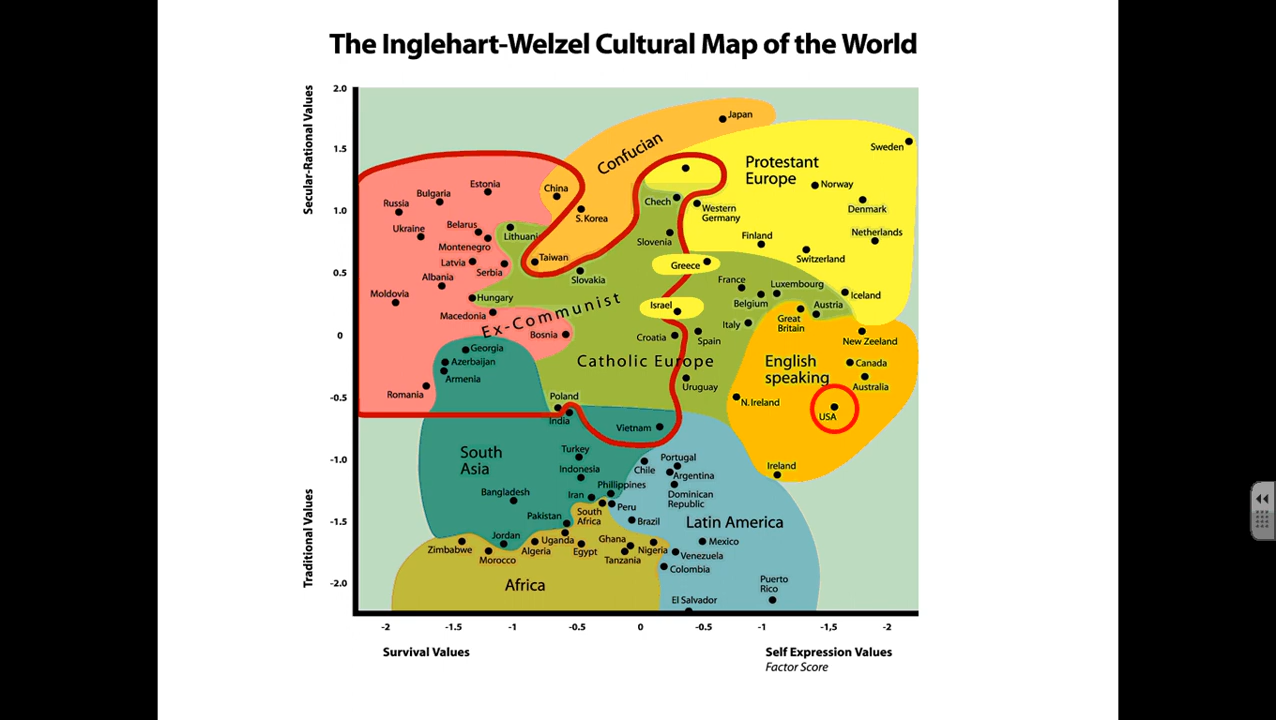 The Inglehart-Welzel Cultural Map of the World
Secular-Rational Values
Traditional Values
2.0
1.5
1.0
0.5
0
-0.5
-1.0
-1.5
-2.0
Japan
Confucian
Sweden
Protestant
Europe
Estonia
China
Norway
Bulgaria
Russia
Chech
Western
Germany
Denmark
S. Korea
Ukraine
Belarus
Lithuani
Montenegro
Slovenia
Finland
Netherlands
Latvia
Serbia
Taiwan
Greece
Switzerland
Albania
Slovakia
France
Luxembourg
Moldovia
Hungary
Israel
Belgium
Austria
Iceland
Macedonia
Ex-Communist
Great
Britain
Italy
Bosnia
Croatia
Spain
New Zeeland
Georgia
Azerbaijan
Armenia
Catholic Europe
English
speaking
Canada
Australia
Romania
Uruguay
Poland
India
N. Ireland
USA
Vietnam
South
Asia
Turkey
Indonesia
Chile
Portugal
Argentina
Ireland
Bangladesh
Iran
Phillippines
Dominican
Republic
Pakistan
South
Africa
Peru
Brazil
Latin America
Zimbabwe
Jordan
Morocco
Algeria
Uganda
Egypt
Ghana
Tanzania
Nigeria
Mexico
Venezuela
Colombia
Africa
Puerto
Rico
El Salvador
-2
-1.5
-1
-0.5
0
-0.5
-1
-1,5
-2
Survival Values
Self Expression Values
Factor Score